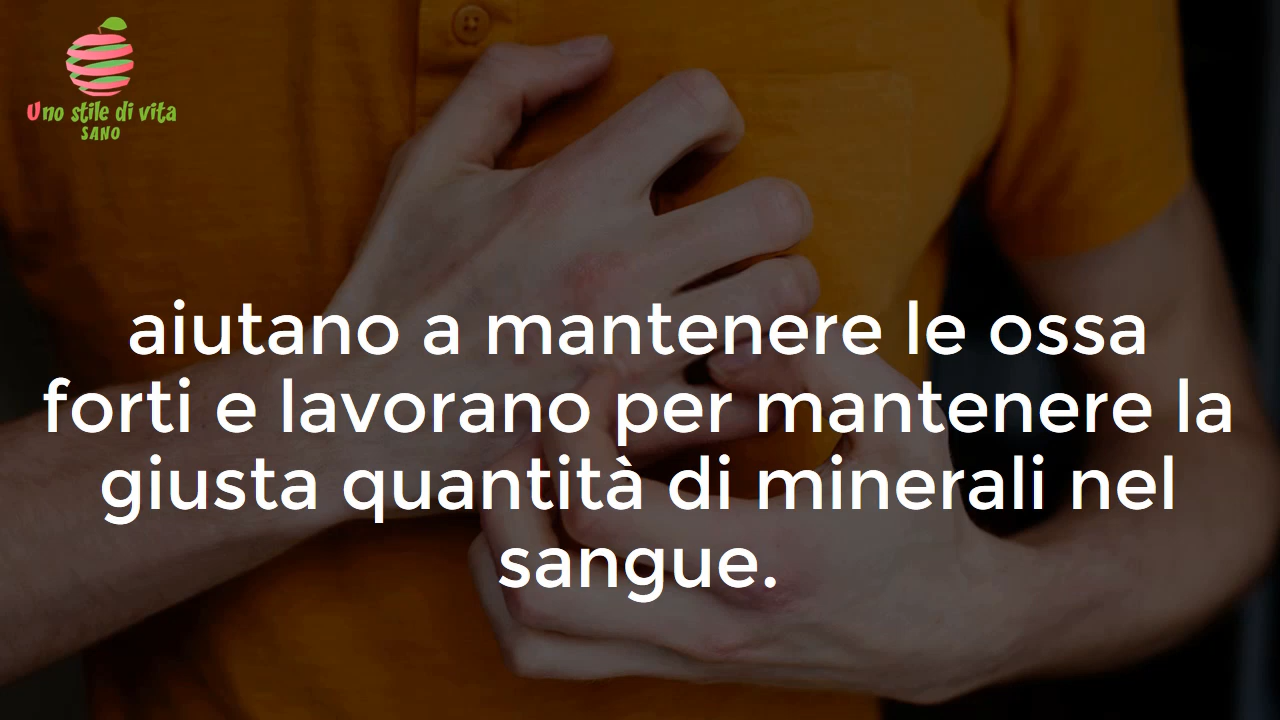 Uno stile di vita
SANO
aiutano a mantenere le ossa
forti e lavorano per mantenere la
giusta quantità di minerali nel
sangue.